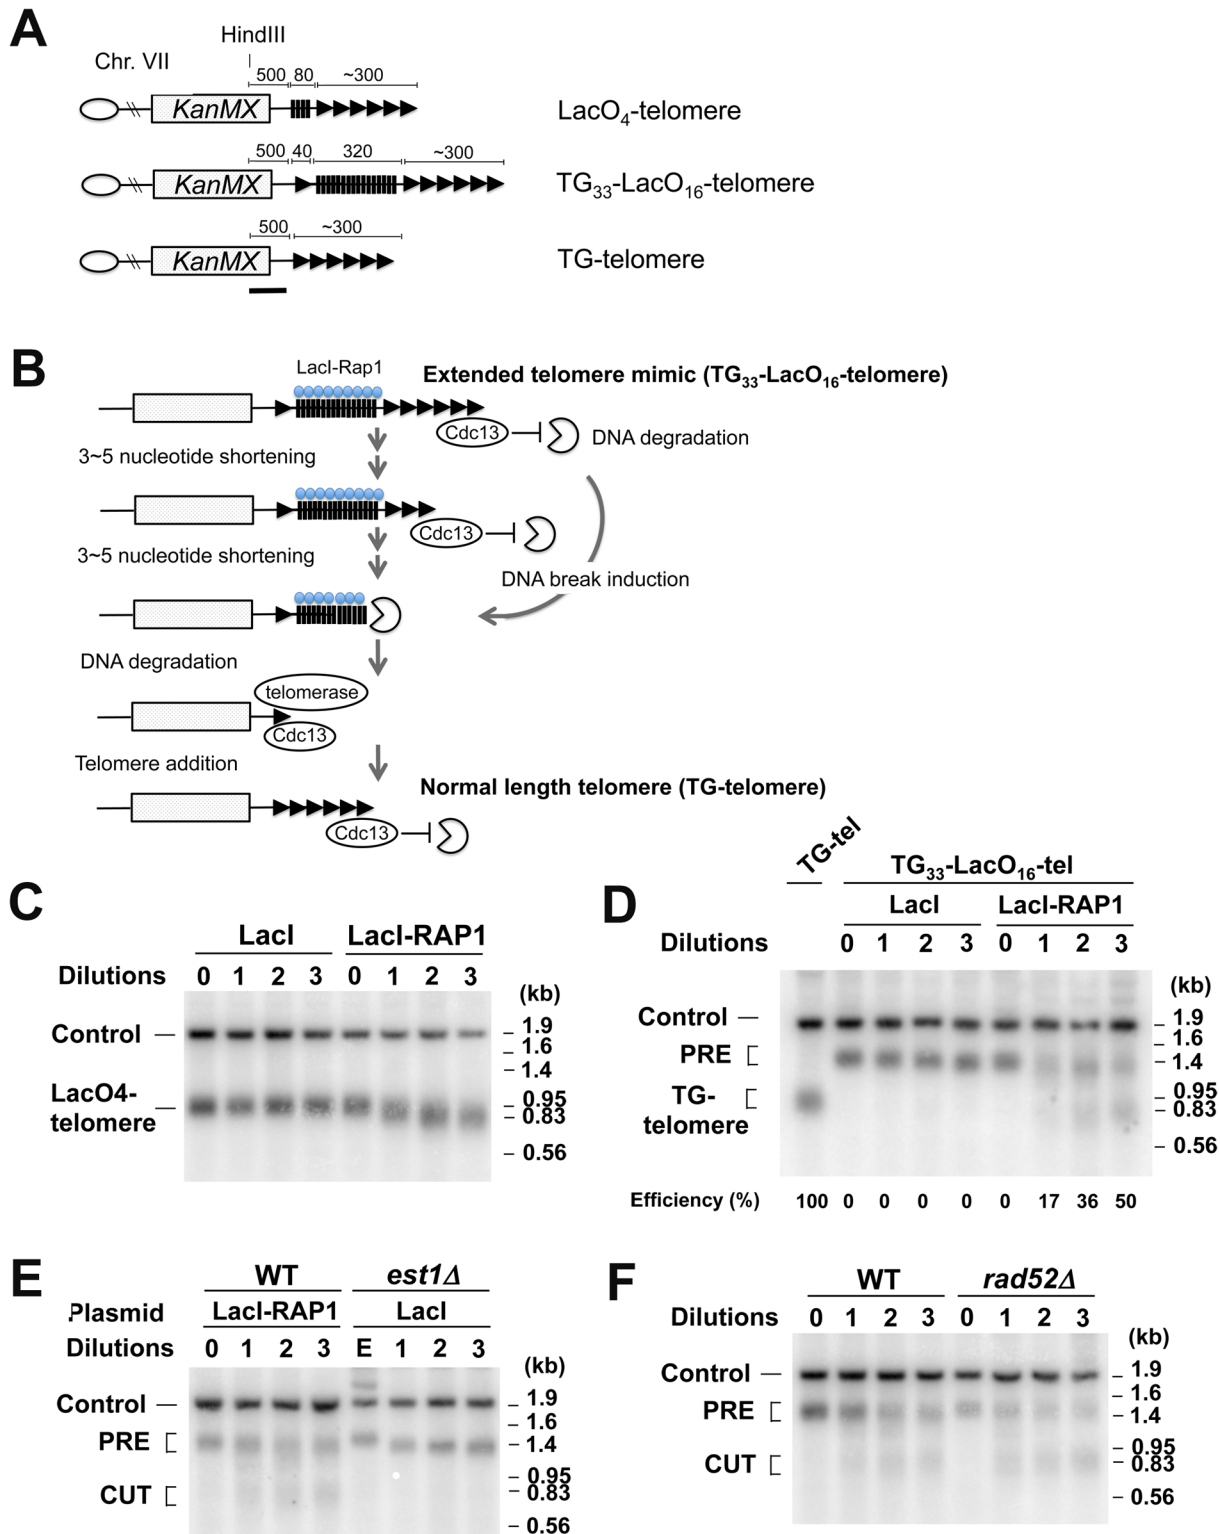 A
HindIII
Chr. VII
500 80 ~300
KanMX
LacO4-telomere
500 40 320 ~300
KanMX
TG33-LacO16-telomere
500 ~300
KanMX
TG-telomere
B
LacI-Rap1
Extended telomere mimic (TG33-LacO16-telomere)
Cdc13
DNA degradation
3~5 nucleotide shortening
Cdc13
3~5 nucleotide shortening
DNA break induction
DNA degradation
telomerase
Cdc13
Telomere addition
Normal length telomere (TG-telomere)
Cdc13
C
LacI LacI-RAP1
Dilutions 0 1 2 3 0 1 2 3
(kb)
Control
1.9
1.6
1.4
LacO4-
telomere
0.95
0.83
0.56
D
TG-tel
TG33-LacO16-tel
LacI LacI-RAP1
Dilutions 0 1 2 3 0 1 2 3
(kb)
Control
1.9
1.6
PRE
1.4
TG-
telomere
0.95
0.83
0.56
Efficiency (%) 100 0 0 0 0 0 17 36 50
E
WT est1Δ
Plasmid LacI-RAP1 LacI
Dilutions 0 1 2 3 E 1 2 3
(kb)
Control
1.9
1.6
PRE
1.4
0.95
CUT
0.83
0.56
F
WT rad52Δ
Dilutions 0 1 2 3 0 1 2 3
(kb)
Control
1.9
1.6
PRE
1.4
0.95
CUT
0.83
0.56